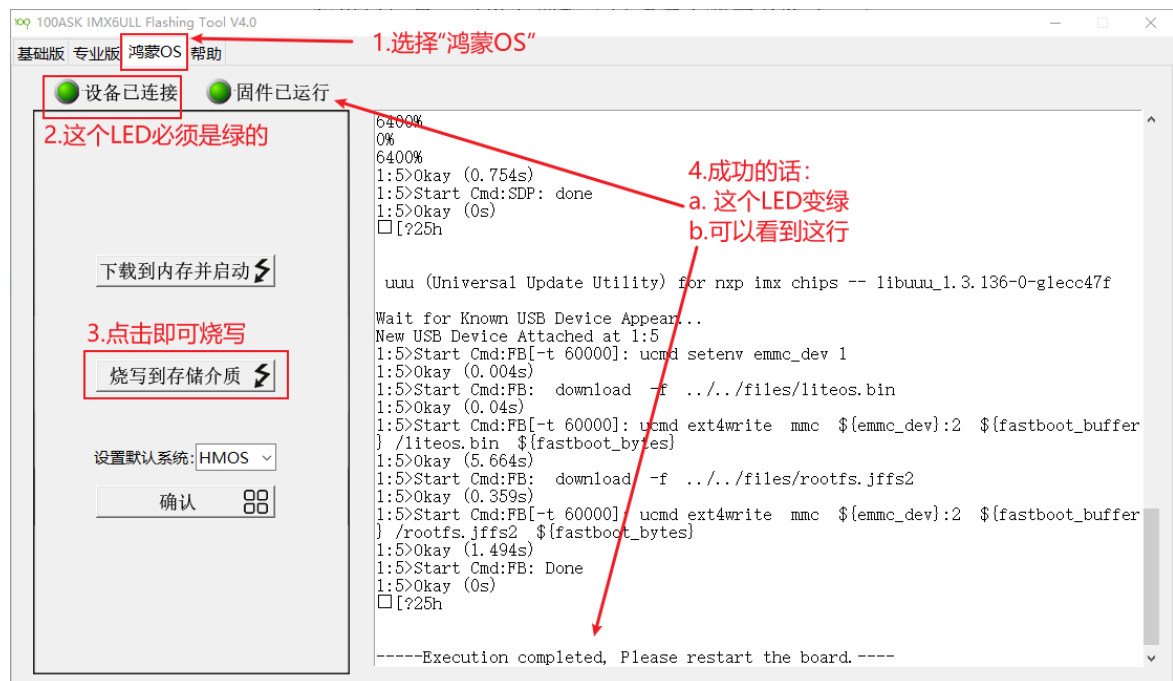 100ASK IMX6ULL Flashing Tool V4.0
基础版 专业版 鸿蒙OS 帮助
1.选择“鸿蒙OS”
设备已连接 固件已运行
2.这个LED必须是绿的
下载到内存并启动
3.点击即可烧写
烧写到存储介质
设置默认系统: HMOS
确认
6400%
0%
6400%
1:5>Okay (0.754s)
1:5>Start Cmd:SDP: done
1:5>Okay (0s)
□[?25h
4.成功的话：
a. 这个LED变绿
b.可以看到这行
uuu (Universal Update Utility) for nxp imx chips -- libuuu_1.3.136-0-g1ecc47f
Wait for Known USB Device Appear...
New USB Device Attached at 1:5
1:5>Start Cmd:FB[-t 60000]: ucmd setenv emmc_dev 1
1:5>Okay (0.004s)
1:5>Start Cmd:FB: download -f ../../files/liteos.bin
1:5>Okay (0.04s)
1:5>Start Cmd:FB[-t 60000]: ucmd ext4write mmc ${emmc_dev}:2 ${fastboot_buffer
} /liteos.bin ${fastboot_bytes}
1:5>Okay (5.664s)
1:5>Start Cmd:FB: download -f ../../files/rootfs.jffs2
1:5>Okay (0.359s)
1:5>Start Cmd:FB[-t 60000]: ucmd ext4write mmc ${emmc_dev}:2 ${fastboot_buffer
} /rootfs.jffs2 ${fastboot_bytes}
1:5>Okay (1.494s)
1:5>Start Cmd:FB: Done
1:5>Okay (0s)
□[?25h
-----Execution completed, Please restart the board.----